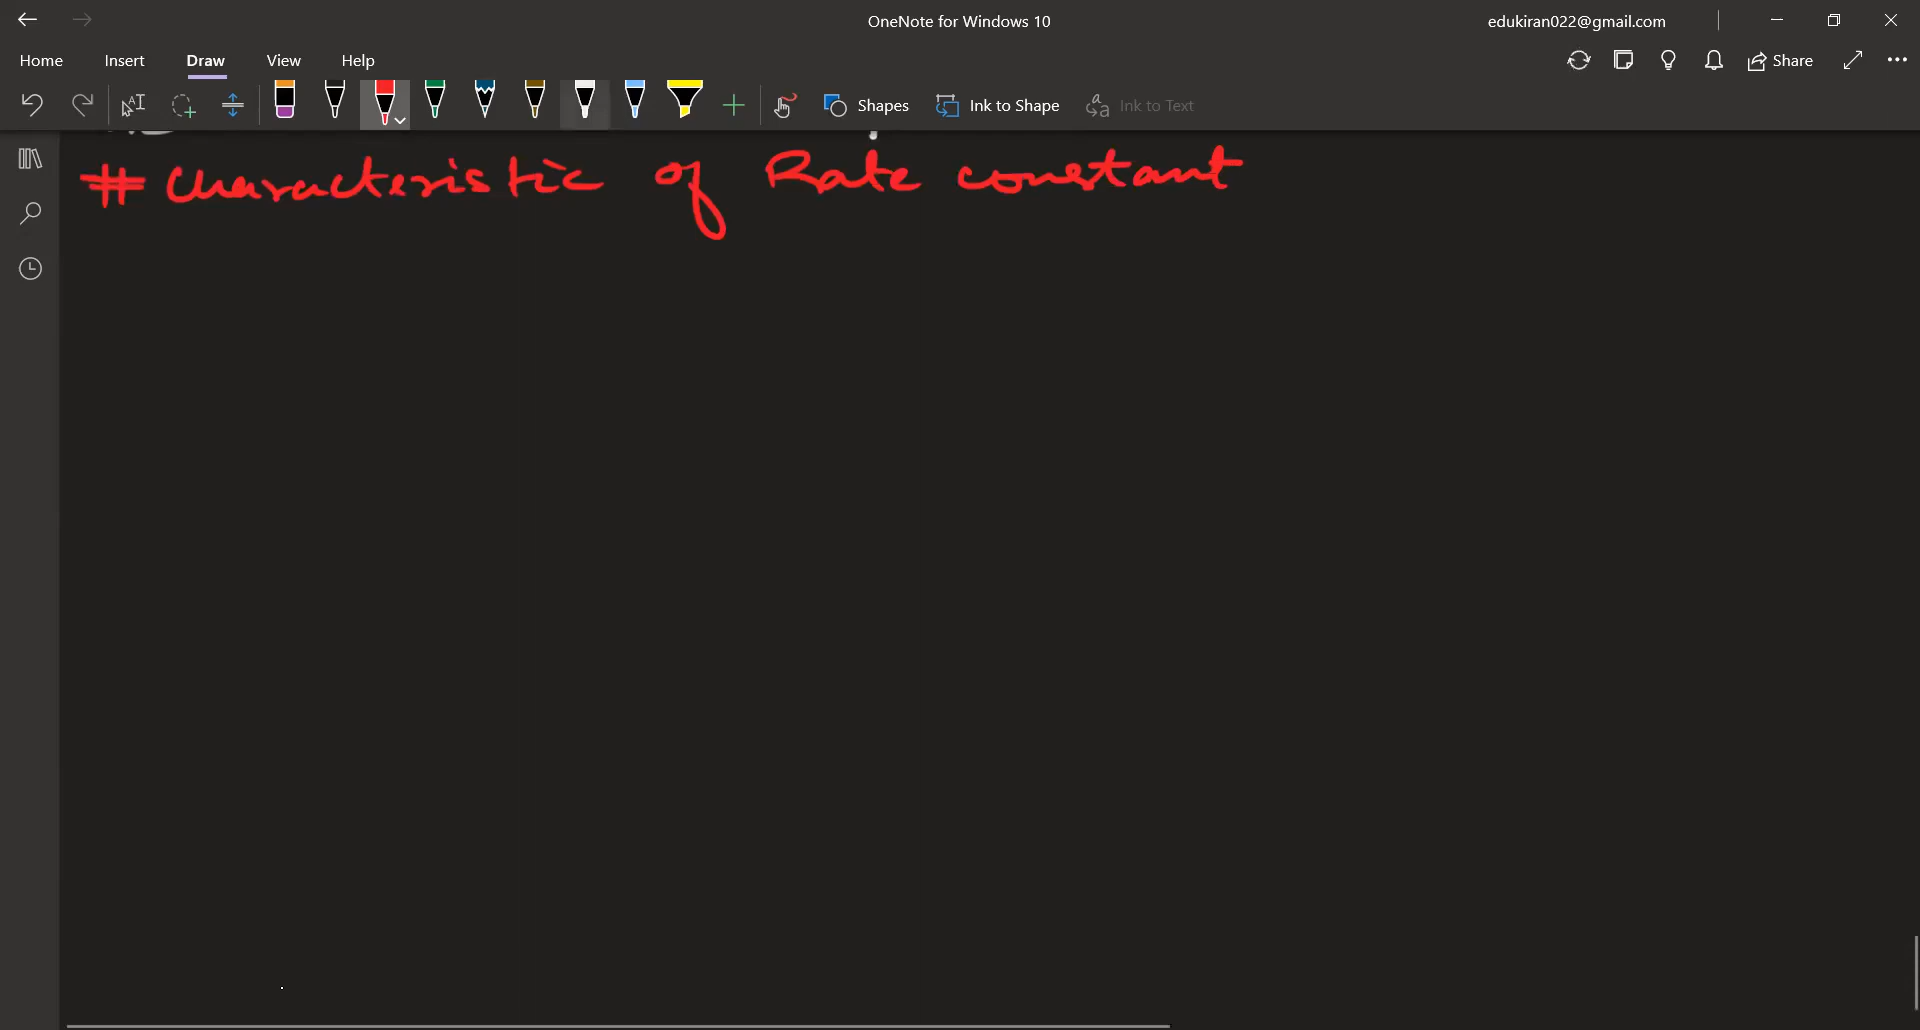 OneNote for Windows 10
edukiran022@gmail.com
Home Insert Draw View Help
Share
Shapes Ink to Shape Ink to Text
# Characteristic of Rate constant